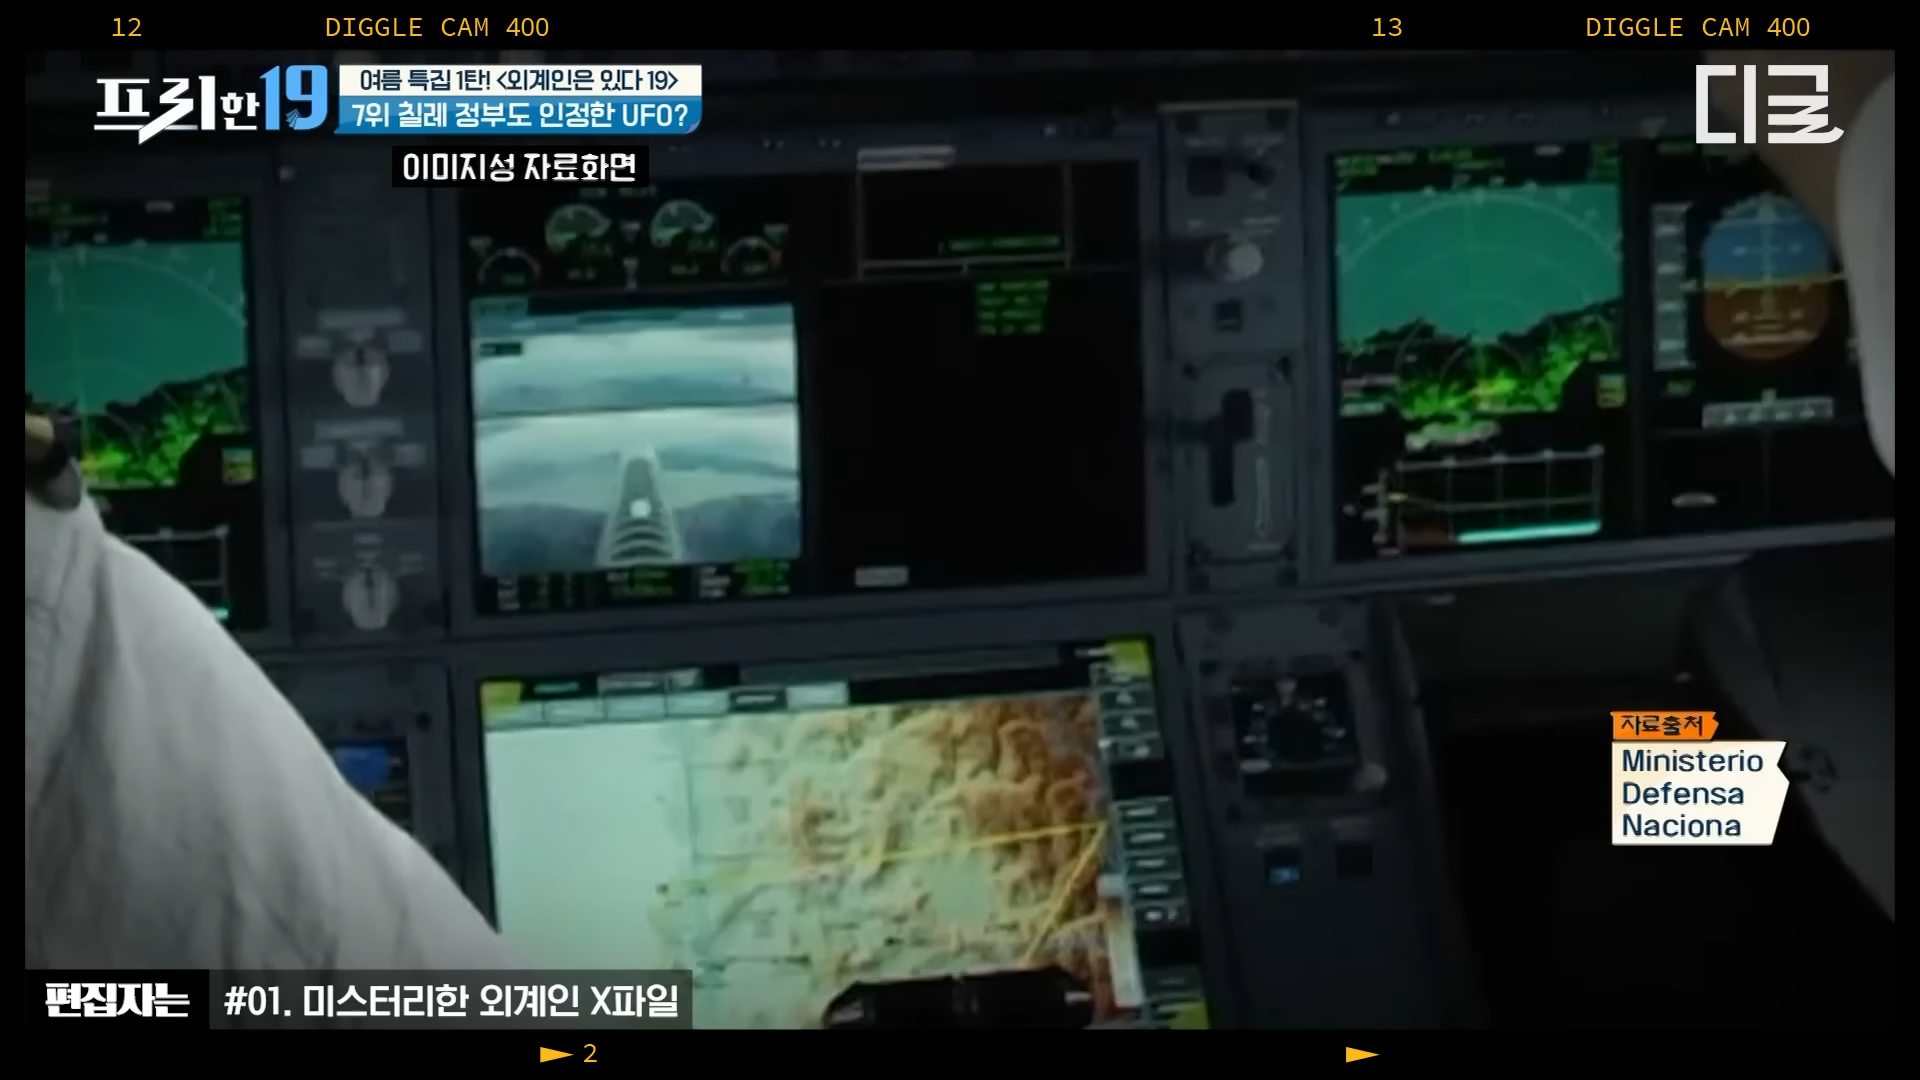 12
DIGGLE CAM 400
13
DIGGLE CAM 400
프리한19
여름 특집 1탄! <외계인은 있다 19>
7위 칠레 정부도 인정한 UFO?
이미지성 자료화면
디글
자료출처
Ministerio
Defensa
Naciona
편집자는
#01. 미스터리한 외계인 X파일
2